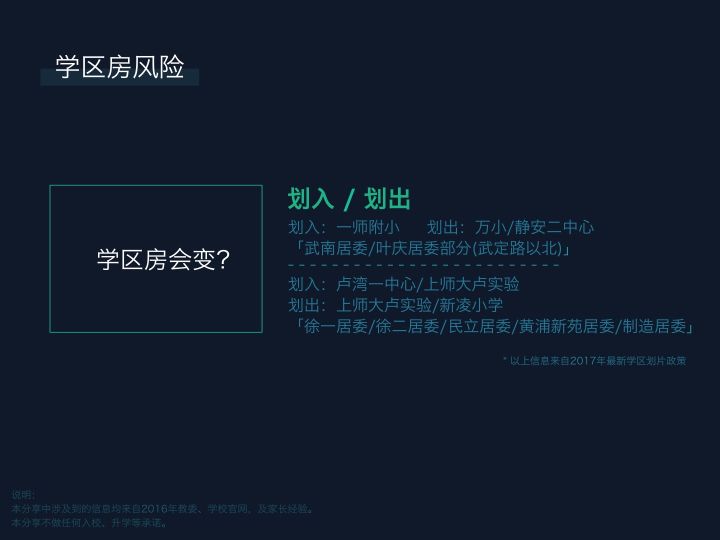 学区房风险
学区房会变？
划入 / 划出
划入：一师附小 划出：万小/静安二中心
「武南居委/叶庆居委部分(武定路以北)」
---------------------------
划入：卢湾一中心/上师大卢实验
划出：上师大卢实验/新凌小学
「徐一居委/徐二居委/民立居委/黄浦新苑居委/制造居委」
* 以上信息来自2017年最新学区划片政策
说明：
本分享中涉及到的信息均来自2016年教委、学校官网，及家长经验。
本分享不做任何入校、升学等承诺。